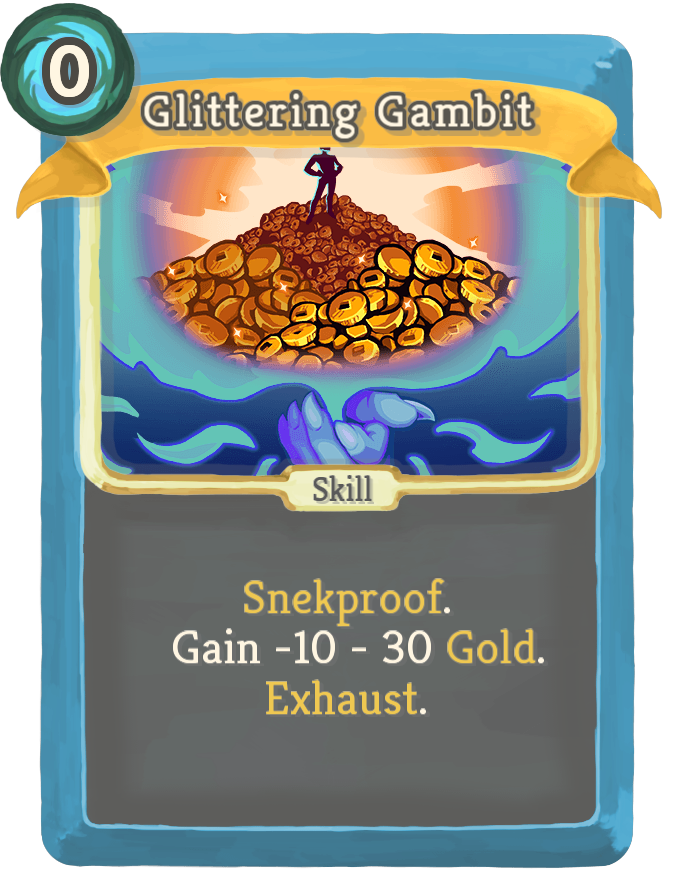 0
Glittering Gambit
Skill
Snekproof.
Gain -10 - 30 Gold.
Exhaust.